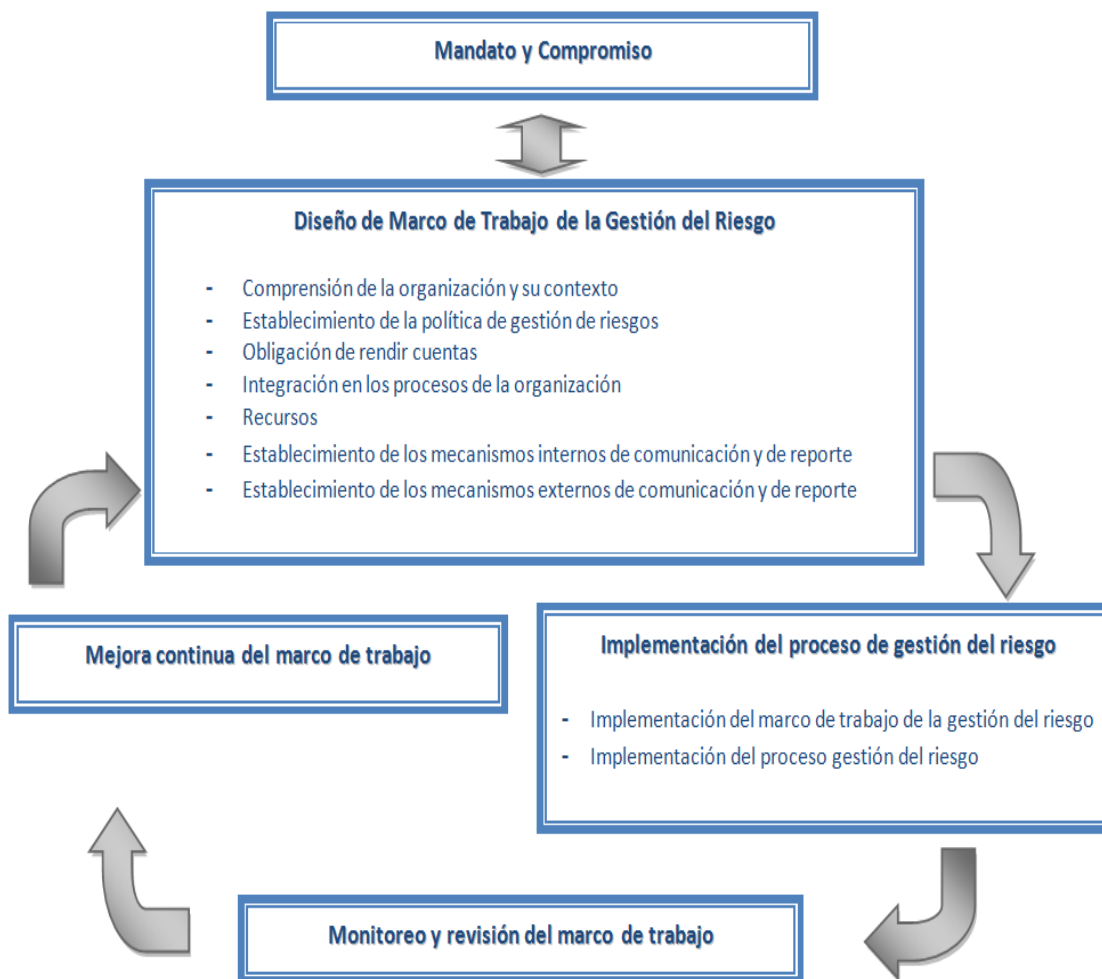 Mandato y Compromiso
Diseño de Marco de Trabajo de la Gestión del Riesgo
- Comprensión de la organización y su contexto
- Establecimiento de la política de gestión de riesgos
- Obligación de rendir cuentas
- Integración en los procesos de la organización
- Recursos
- Establecimiento de los mecanismos internos de comunicación y de reporte
- Establecimiento de los mecanismos externos de comunicación y de reporte
Implementación del proceso de gestión del riesgo
- Implementación del marco de trabajo de la gestión del riesgo
- Implementación del proceso gestión del riesgo
Monitoreo y revisión del marco de trabajo
Mejora continua del marco de trabajo